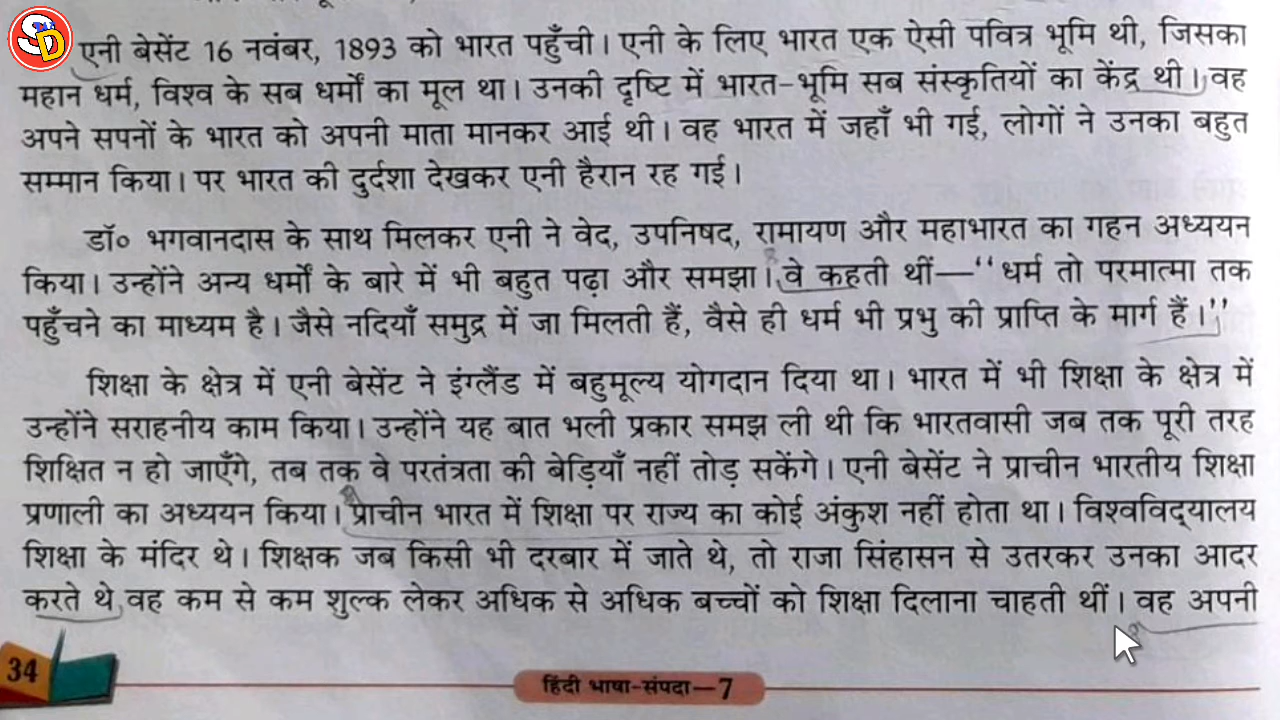 SD
एनी बेसेंट 16 नवंबर, 1893 को भारत पहुँची। एनी के लिए भारत एक ऐसी पवित्र भूमि थी, जिसका
महान धर्म, विश्व के सब धर्मों का मूल था। उनकी दृष्टि में भारत-भूमि सब संस्कृतियों का केंद्र थी। वह
अपने सपनों के भारत को अपनी माता मानकर आई थी। वह भारत में जहाँ भी गई, लोगों ने उनका बहुत
सम्मान किया। पर भारत की दुर्दशा देखकर एनी हैरान रह गई।
डॉ० भगवानदास के साथ मिलकर एनी ने वेद, उपनिषद, रामायण और महाभारत का गहन अध्ययन
किया। उन्होंने अन्य धर्मों के बारे में भी बहुत पढ़ा और समझा। वे कहती थीं—‘‘धर्म तो परमात्मा तक
पहुँचने का माध्यम है। जैसे नदियाँ समुद्र में जा मिलती हैं, वैसे ही धर्म भी प्रभु की प्राप्ति के मार्ग हैं।’’
शिक्षा के क्षेत्र में एनी बेसेंट ने इंग्लैंड में बहुमूल्य योगदान दिया था। भारत में भी शिक्षा के क्षेत्र में
उन्होंने सराहनीय काम किया। उन्होंने यह बात भली प्रकार समझ ली थी कि भारतवासी जब तक पूरी तरह
शिक्षित न हो जाएँगे, तब तक वे परतंत्रता की बेड़ियाँ नहीं तोड़ सकेंगे। एनी बेसेंट ने प्राचीन भारतीय शिक्षा
प्रणाली का अध्ययन किया। प्राचीन भारत में शिक्षा पर राज्य का कोई अंकुश नहीं होता था। विश्वविद्यालय
शिक्षा के मंदिर थे। शिक्षक जब किसी भी दरबार में जाते थे, तो राजा सिंहासन से उतरकर उनका आदर
करते थे वह कम से कम शुल्क लेकर अधिक से अधिक बच्चों को शिक्षा दिलाना चाहती थीं। वह अपनी
34
हिंदी भाषा-संपदा—7